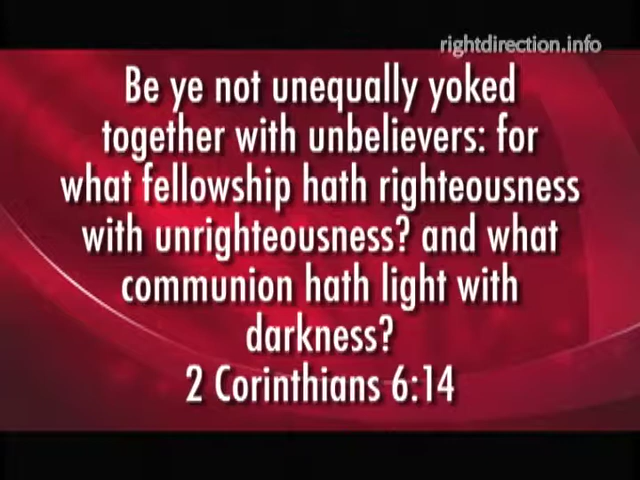 rightdirection.info
Be ye not unequally yoked
together with unbelievers: for
what fellowship hath righteousness
with unrighteousness? and what
communion hath light with
darkness?
2 Corinthians 6:14